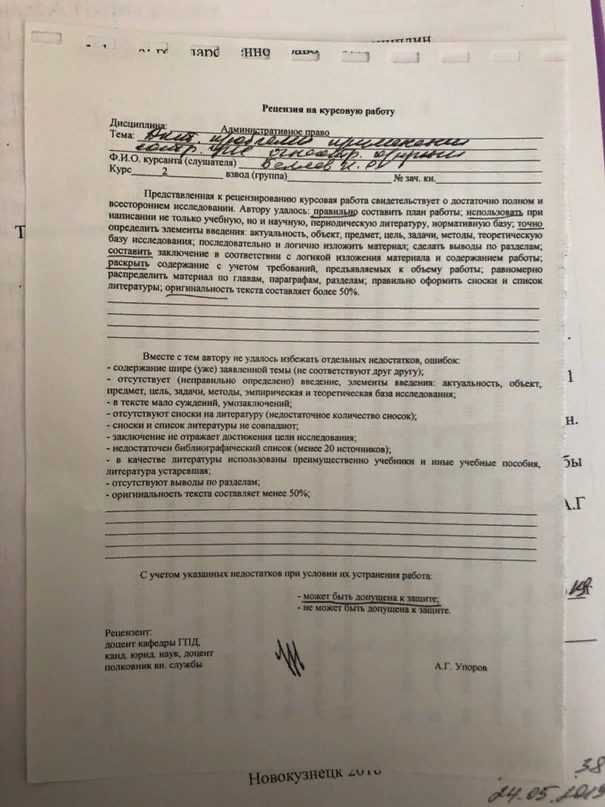 Рецензия на курсовую работу
Дисциплина: Административное право
Тема: проблемы применения
огнестр. оружия
Ф.И.О. курсанта (слушателя) Беляев
Курс 2 взвод (группа) № зач. кн.
Представленная к рецензированию курсовая работа свидетельствует о достаточно полном и
всестороннем исследовании. Автору удалось: правильно составить план работы; использовать при
написании не только учебную, но и научную, периодическую литературу, нормативную базу; точно
определить элементы введения: актуальность, объект, предмет, цель, задачи, методы, теоретическую
базу исследования; последовательно и логично изложить материал; сделать выводы по разделам;
составить заключение в соответствии с логикой изложения материала и содержанием работы;
раскрыть содержание с учетом требований, предъявляемых к объему работы; равномерно
распределить материал по главам, параграфам, разделам; правильно оформить сноски и список
литературы; оригинальность текста составляет более 50%.
Вместе с тем автору не удалось избежать отдельных недостатков, ошибок:
- содержание шире (уже) заявленной темы (не соответствуют друг другу);
- отсутствует (неправильно определено) введение, элементы введения: актуальность, объект,
предмет, цель, задачи, методы, эмпирическая и теоретическая база исследования;
- в тексте мало суждений, умозаключений;
- отсутствуют сноски на литературу (недостаточное количество сносок);
- сноски и список литературы не совпадают;
- заключение не отражает достижения цели исследования;
- недостаточен библиографический список (менее 20 источников);
- в качестве литературы использованы преимущественно учебники и иные учебные пособия,
литература устаревшая;
- отсутствуют выводы по разделам;
- оригинальность текста составляет менее 50%;
С учетом указанных недостатков при условии их устранения работа:
- может быть допущена к защите;
- не может быть допущена к защите.
Рецензент:
доцент кафедры ГПД,
канд. юрид. наук, доцент
полковник вн. службы А.Г. Упоров
Новокузнецк
38
24.05.2019